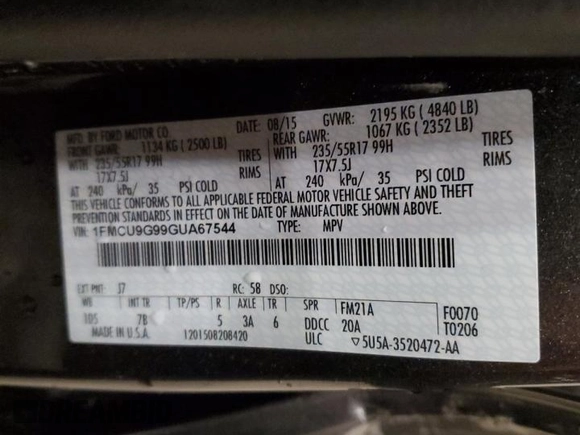 MFD. BY FORD MOTOR CO.
DATE: 08/15 GVWR: 2195 KG ( 4840 LB)
FRONT GAWR: 1134 KG ( 2500 LB) REAR GAWR: 1067 KG ( 2352 LB)
WITH 235/55R17 99H TIRES WITH 235/55R17 99H TIRES
17X7.5J RIMS 17X7.5J RIMS
AT 240 kPa/ 35 PSI COLD AT 240 kPa/ 35 PSI COLD
THIS VEHICLE CONFORMS TO ALL APPLICABLE FEDERAL MOTOR VEHICLE SAFETY AND THEFT
PREVENTION STANDARDS IN EFFECT ON THE DATE OF MANUFACTURE SHOWN ABOVE.
VIN: 1FMCU9G99GUA67544 TYPE: MPV
EXT PNT: J7 RC: 58 DSO:
WB INT TR TP/PS R AXLE TR SPR FM21A F0070
105 7B 5 3A 6 DDCC 20A T0206
MADE IN U.S.A. 1201508208420 ULC ▽5U5A-3520472-AA